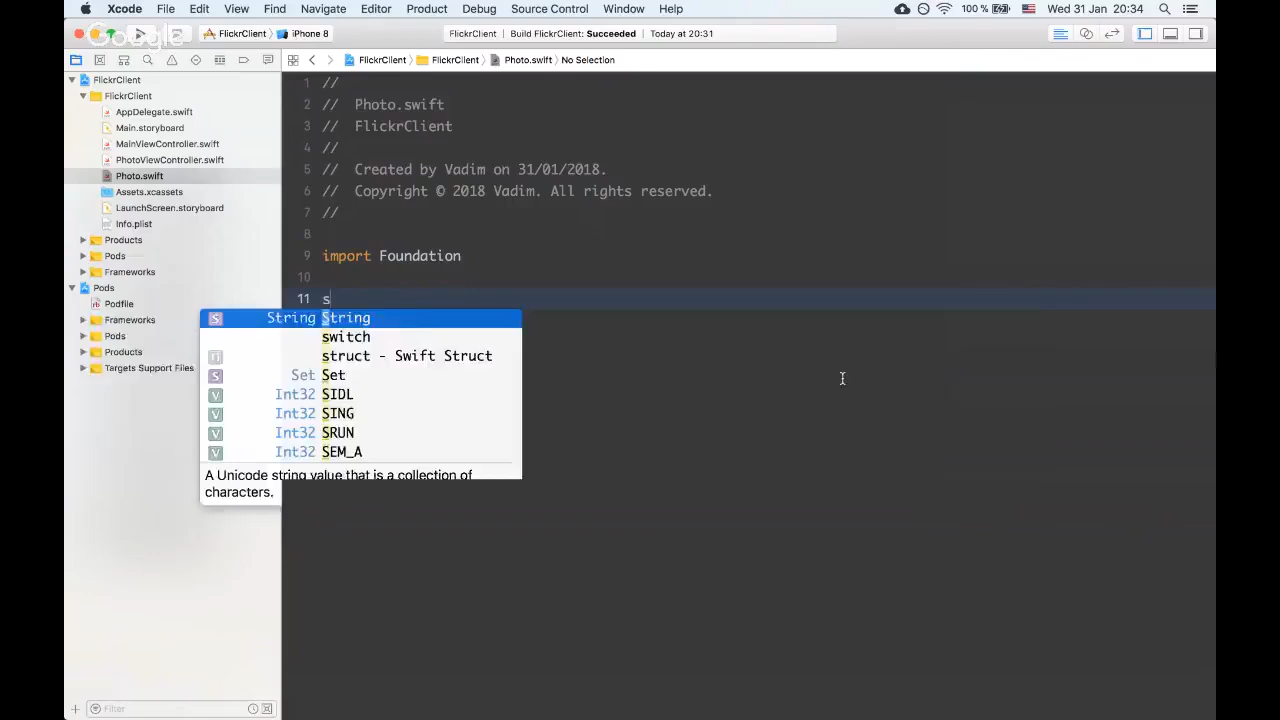 Xcode File Edit View Find Navigate Editor Product Debug Source Control Window Help 100 % Wed 31 Jan 20:34
Google
FlickrClient iPhone 8 FlickrClient Build FlickrClient: Succeeded Today at 20:31
FlickrClient FlickrClient Photo.swift No Selection
FlickrClient
FlickrClient
AppDelegate.swift
Main.storyboard
MainViewController.swift
PhotoViewController.swift
Photo.swift
Assets.xcassets
LaunchScreen.storyboard
Info.plist
Products
Pods
Frameworks
Pods
Podfile
Frameworks
Pods
Products
Targets Support Files
Filter
1 //
2 // Photo.swift
3 // FlickrClient
4 //
5 // Created by Vadim on 31/01/2018.
6 // Copyright © 2018 Vadim. All rights reserved.
7 //
8
9 import Foundation
10
11 s
S String String
switch
struct - Swift Struct
S Set Set
V Int32 SIDL
V Int32 SING
V Int32 SRUN
V Int32 SEM_A
A Unicode string value that is a collection of
characters.